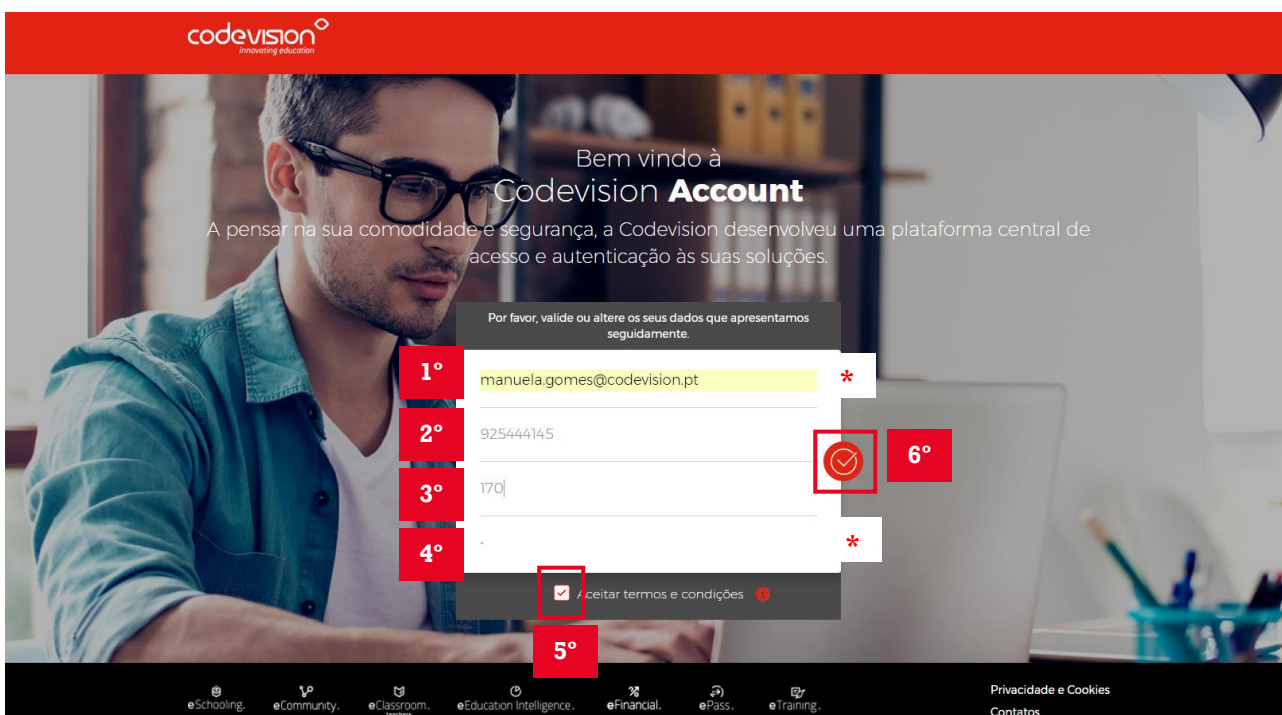 codevision
innovating education
Bem vindo à
Codevision Account
A pensar na sua comodidade e segurança, a Codevision desenvolveu uma plataforma central de
acesso e autenticação às suas soluções.
Por favor, valide ou altere os seus dados que apresentamos
seguidamente.
1º manuela.gomes@codevision.pt *
2º 925444145
6º
3º 170
4º . *
Aceitar termos e condições
5º
eSchooling. eCommunity. eClassroom. eEducation Intelligence. eFinancial. ePass. eTraining.
teachers
Privacidade e Cookies
Contatos